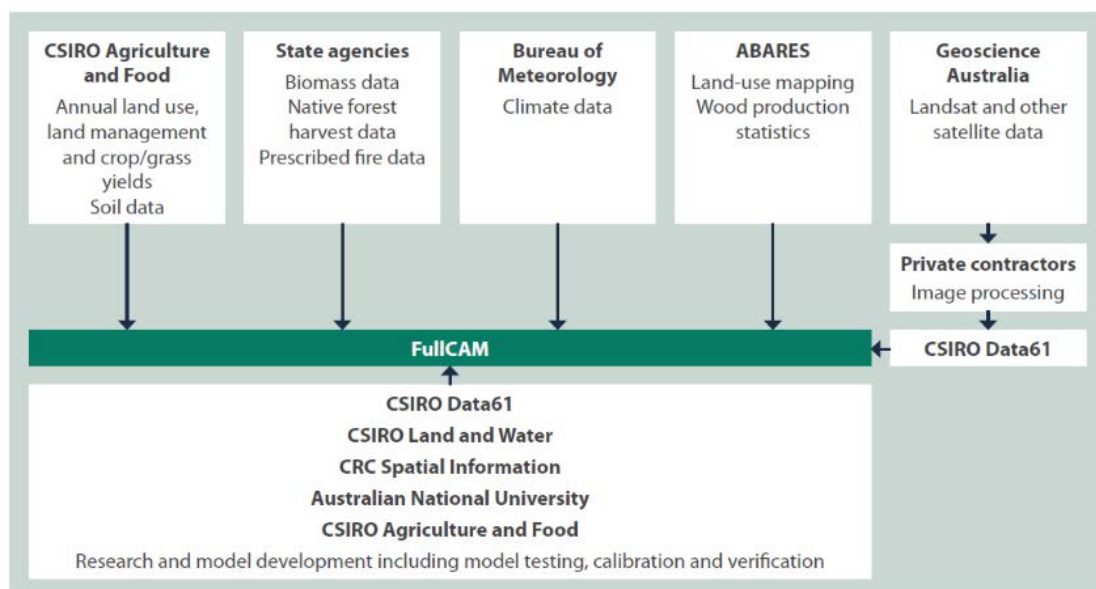 CSIRO Agriculture
and Food
Annual land use,
land management
and crop/grass
yields
Soil data
State agencies
Biomass data
Native forest
harvest data
Prescribed fire data
Bureau of
Meteorology
Climate data
ABARES
Land-use mapping
Wood production
statistics
Geoscience
Australia
Landsat and other
satellite data
Private contractors
Image processing
FullCAM
CSIRO Data61
CSIRO Data61
CSIRO Land and Water
CRC Spatial Information
Australian National University
CSIRO Agriculture and Food
Research and model development including model testing, calibration and verification